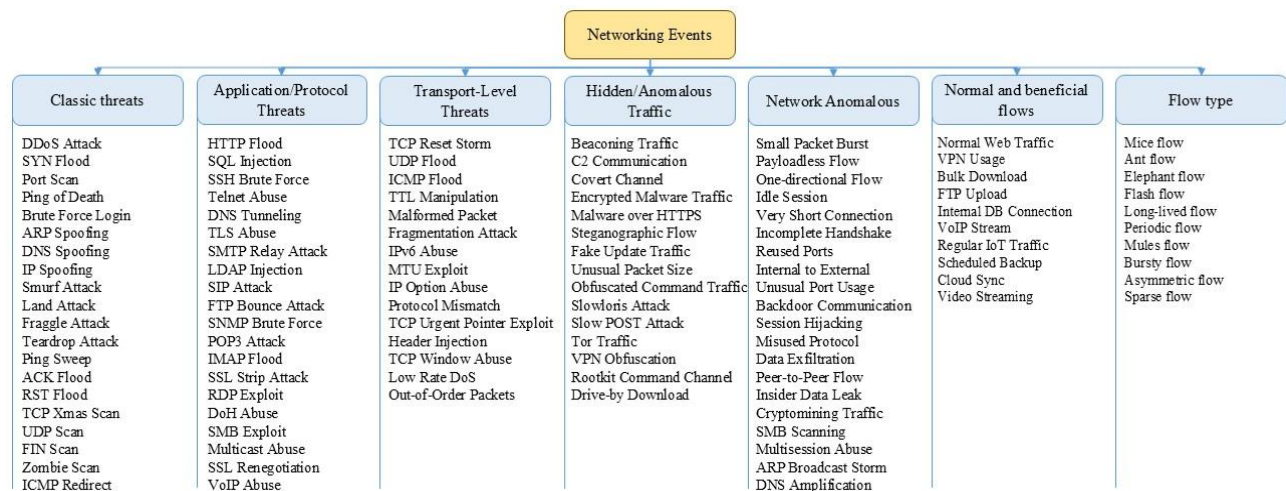 Networking Events
Classic threats
DDoS Attack
SYN Flood
Port Scan
Ping of Death
Brute Force Login
ARP Spoofing
DNS Spoofing
IP Spoofing
Smurf Attack
Land Attack
Fraggle Attack
Teardrop Attack
Ping Sweep
ACK Flood
RST Flood
TCP Xmas Scan
UDP Scan
FIN Scan
Zombie Scan
ICMP Redirect
Application/Protocol
Threats
HTTP Flood
SQL Injection
SSH Brute Force
Telnet Abuse
DNS Tunneling
TLS Abuse
SMTP Relay Attack
LDAP Injection
SIP Attack
FTP Bounce Attack
SNMP Brute Force
POP3 Attack
IMAP Flood
SSL Strip Attack
RDP Exploit
DoH Abuse
SMB Exploit
Multicast Abuse
SSL Renegotiation
VoIP Abuse
Transport-Level
Threats
TCP Reset Storm
UDP Flood
ICMP Flood
TTL Manipulation
Malformed Packet
Fragmentation Attack
IPv6 Abuse
MTU Exploit
IP Option Abuse
Protocol Mismatch
TCP Urgent Pointer Exploit
Header Injection
TCP Window Abuse
Low Rate DoS
Out-of-Order Packets
Hidden/Anomalous
Traffic
Beaconing Traffic
C2 Communication
Covert Channel
Encrypted Malware Traffic
Malware over HTTPS
Steganographic Flow
Fake Update Traffic
Unusual Packet Size
Obfuscated Command Traffic
Slowloris Attack
Slow POST Attack
Tor Traffic
VPN Obfuscation
Rootkit Command Channel
Drive-by Download
Network Anomalous
Small Packet Burst
Payloadless Flow
One-directional Flow
Idle Session
Very Short Connection
Incomplete Handshake
Reused Ports
Internal to External
Unusual Port Usage
Backdoor Communication
Session Hijacking
Misused Protocol
Data Exfiltration
Peer-to-Peer Flow
Insider Data Leak
Cryptomining Traffic
SMB Scanning
Multisession Abuse
ARP Broadcast Storm
DNS Amplification
Normal and beneficial
flows
Normal Web Traffic
VPN Usage
Bulk Download
FTP Upload
Internal DB Connection
VoIP Stream
Regular IoT Traffic
Scheduled Backup
Cloud Sync
Video Streaming
Flow type
Mice flow
Ant flow
Elephant flow
Flash flow
Long-lived flow
Periodic flow
Mules flow
Bursty flow
Asymmetric flow
Sparse flow